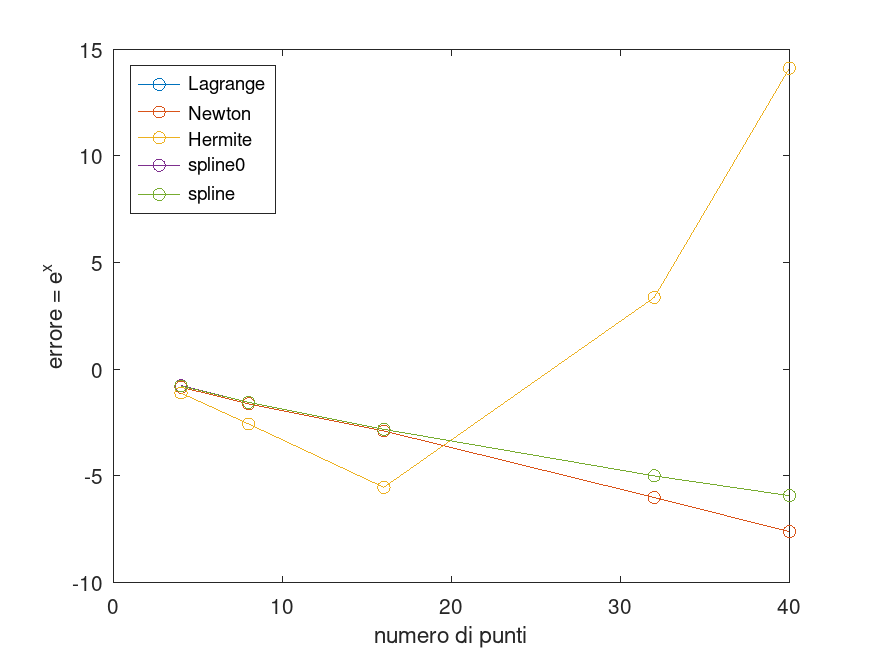 15
10
5
0
-5
-10
Lagrange
Newton
Hermite
spline0
spline
errore = eˣ
0 10 20 30 40
numero di punti